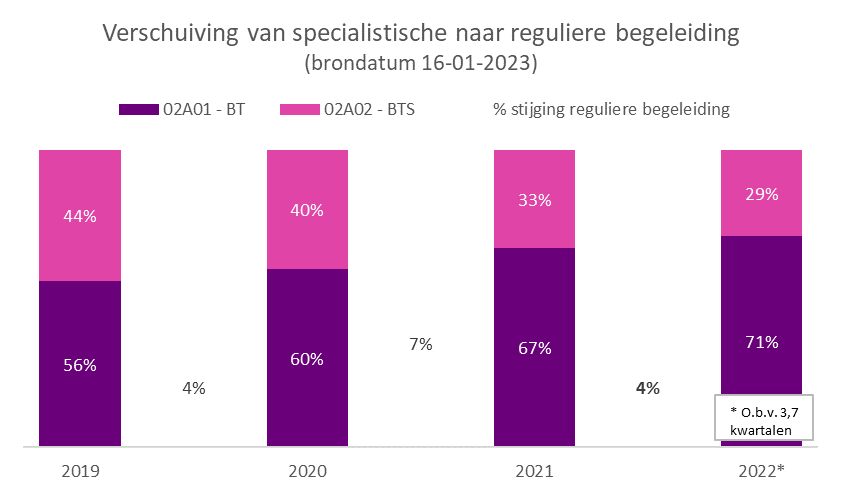 Verschuiving van specialistische naar reguliere begeleiding
(brondatum 16-01-2023)
02A01 - BT
02A02 - BTS
% stijging reguliere begeleiding
44%
40%
33%
29%
56%
60%
67%
71%
4%
7%
4%
* O.b.v. 3,7
kwartalen
2019
2020
2021
2022*